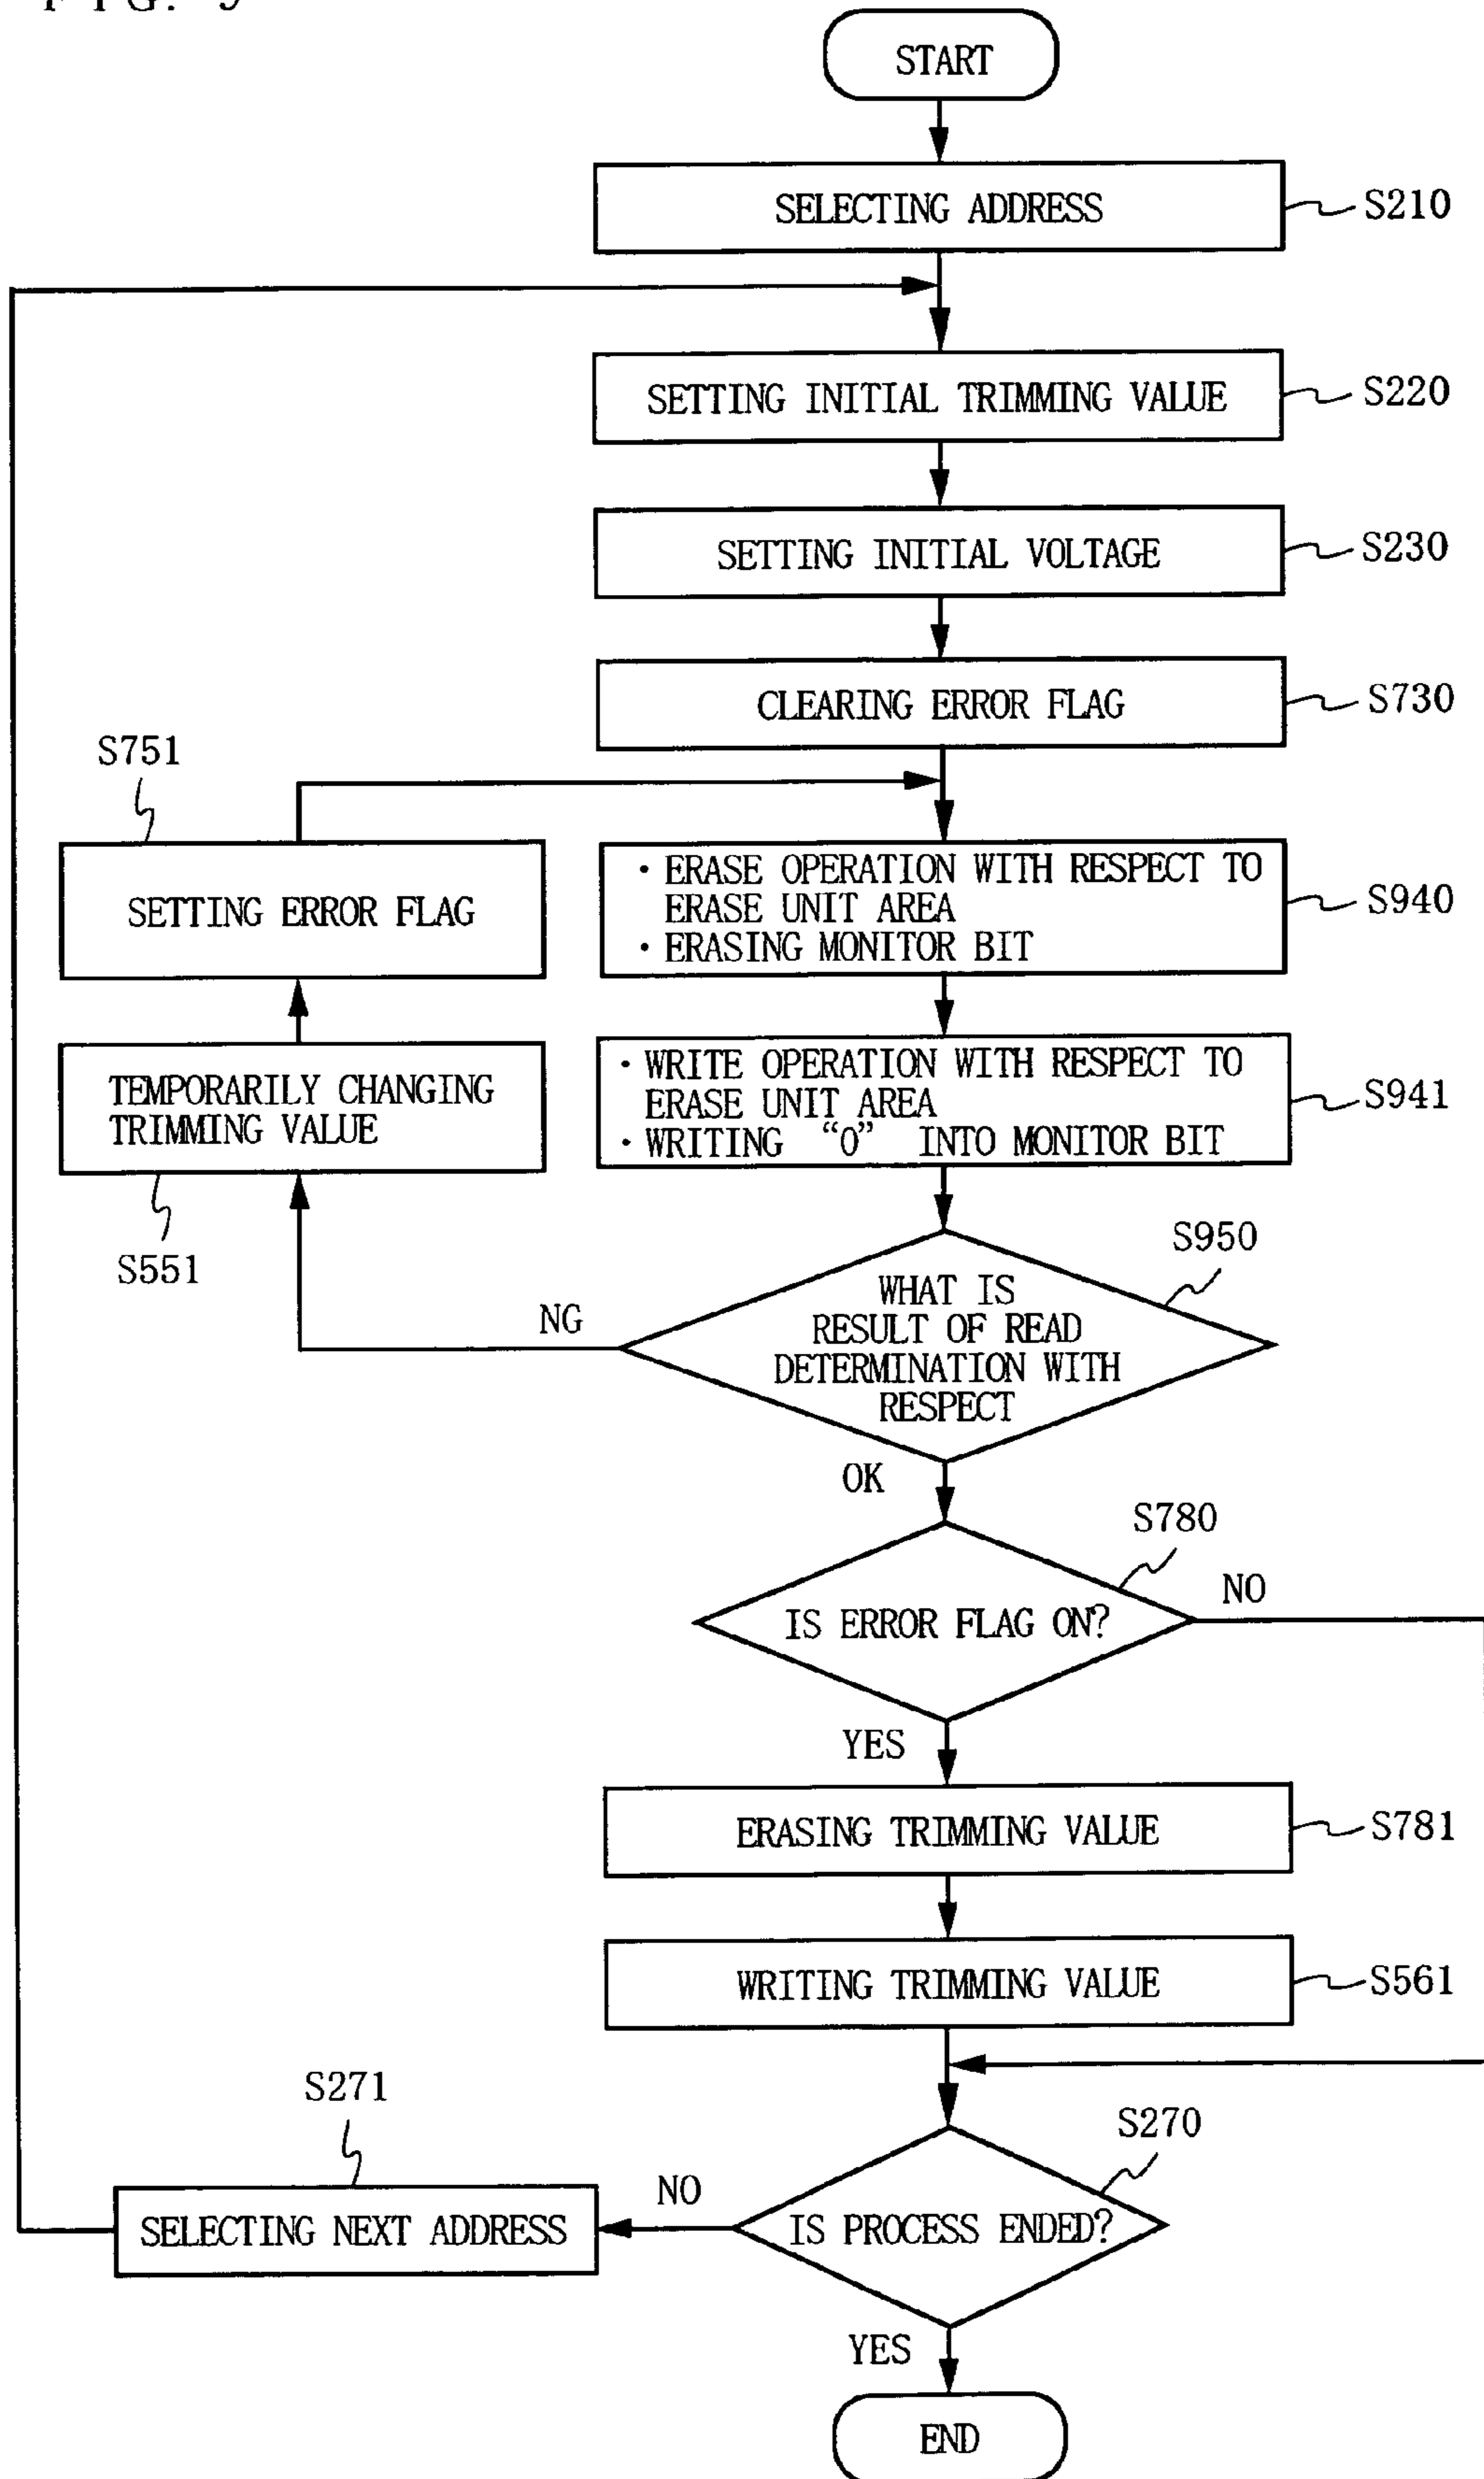 FIG. 9
START
SELECTING ADDRESS
S210
SETTING INITIAL TRIMMING VALUE
S220
SETTING INITIAL VOLTAGE
S230
CLEARING ERROR FLAG
S730
S751
SETTING ERROR FLAG
・ERASE OPERATION WITH RESPECT TO
ERASE UNIT AREA
・ERASING MONITOR BIT
S940
TEMPORARILY CHANGING
TRIMMING VALUE
S551
・WRITE OPERATION WITH RESPECT TO
ERASE UNIT AREA
・WRITING “0” INTO MONITOR BIT
S941
S950
WHAT IS
RESULT OF READ
DETERMINATION WITH
RESPECT
NG
OK
S780
IS ERROR FLAG ON?
NO
YES
ERASING TRIMMING VALUE
S781
WRITING TRIMMING VALUE
S561
S271
SELECTING NEXT ADDRESS
S270
NO
IS PROCESS ENDED?
YES
END